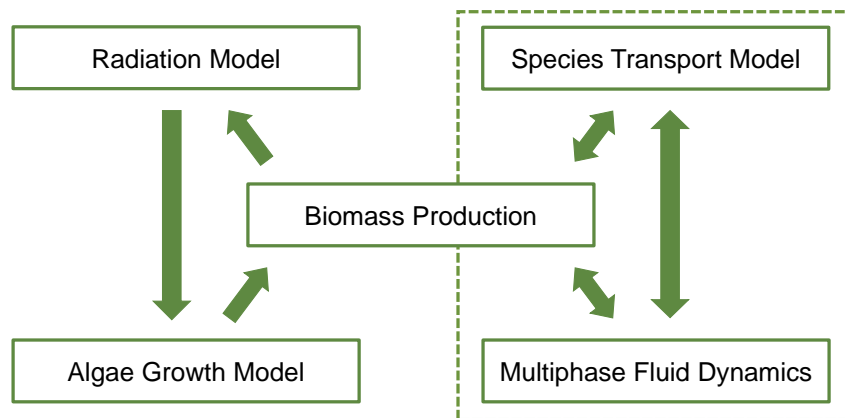 Radiation Model
Species Transport Model
Biomass Production
Algae Growth Model
Multiphase Fluid Dynamics